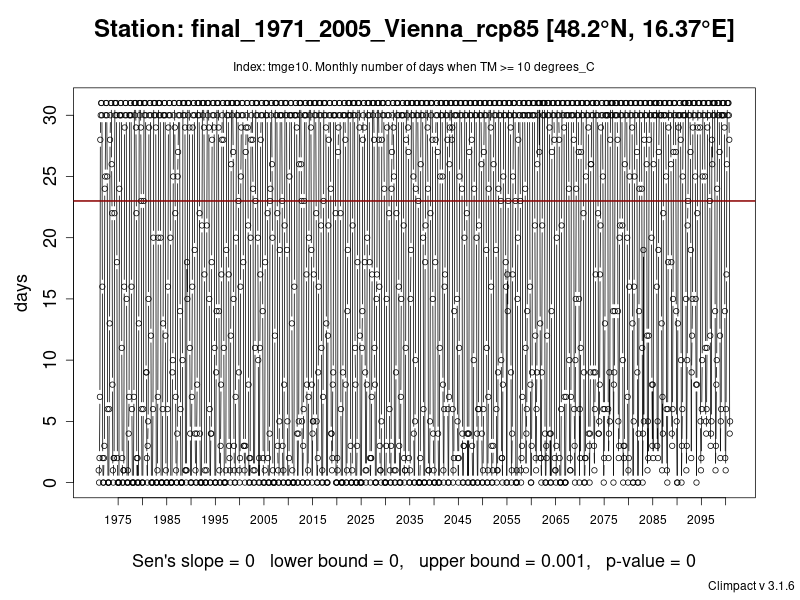 Station: final_1971_2005_Vienna_rcp85 [48.2°N, 16.37°E]
Index: tmge10. Monthly number of days when TM >= 10 degrees_C
days
30
25
20
15
10
5
0
1975 1985 1995 2005 2015 2025 2035 2045 2055 2065 2075 2085 2095
Sen's slope = 0 lower bound = 0, upper bound = 0.001, p-value = 0
Climpact v 3.1.6